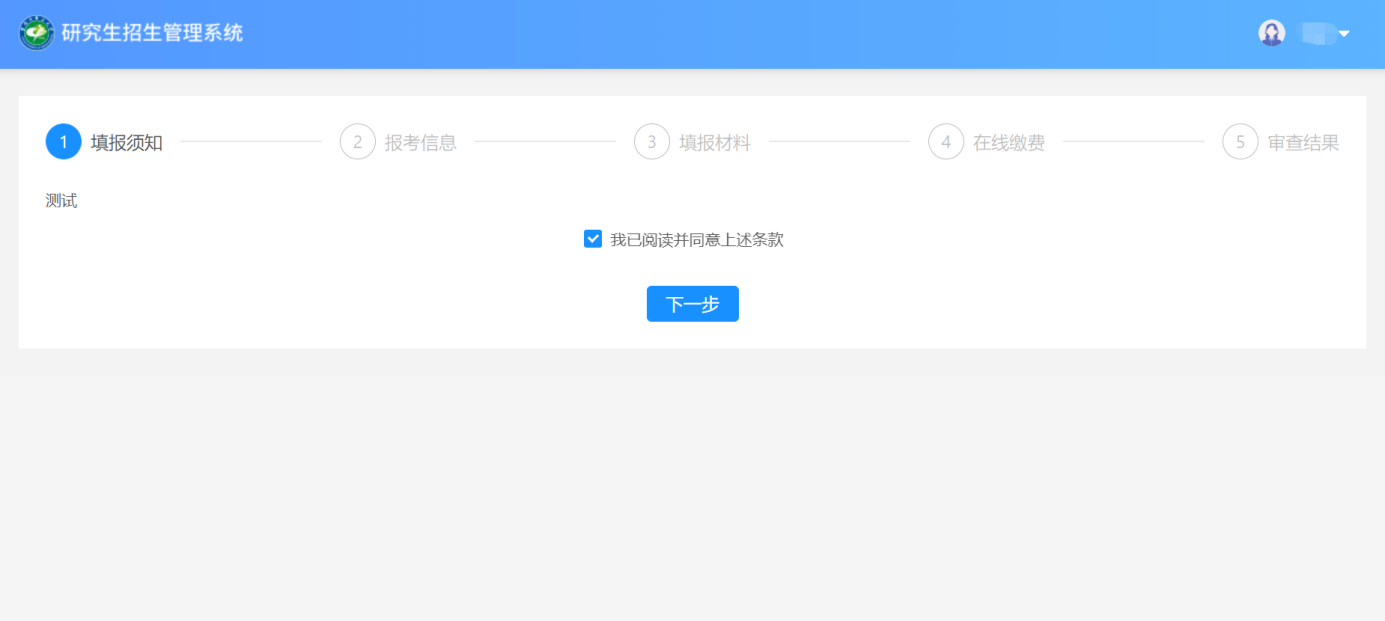 研究生招生管理系统
1 填报须知 2 报考信息 3 填报材料 4 在线缴费 5 审查结果
测试
我已阅读并同意上述条款
下一步